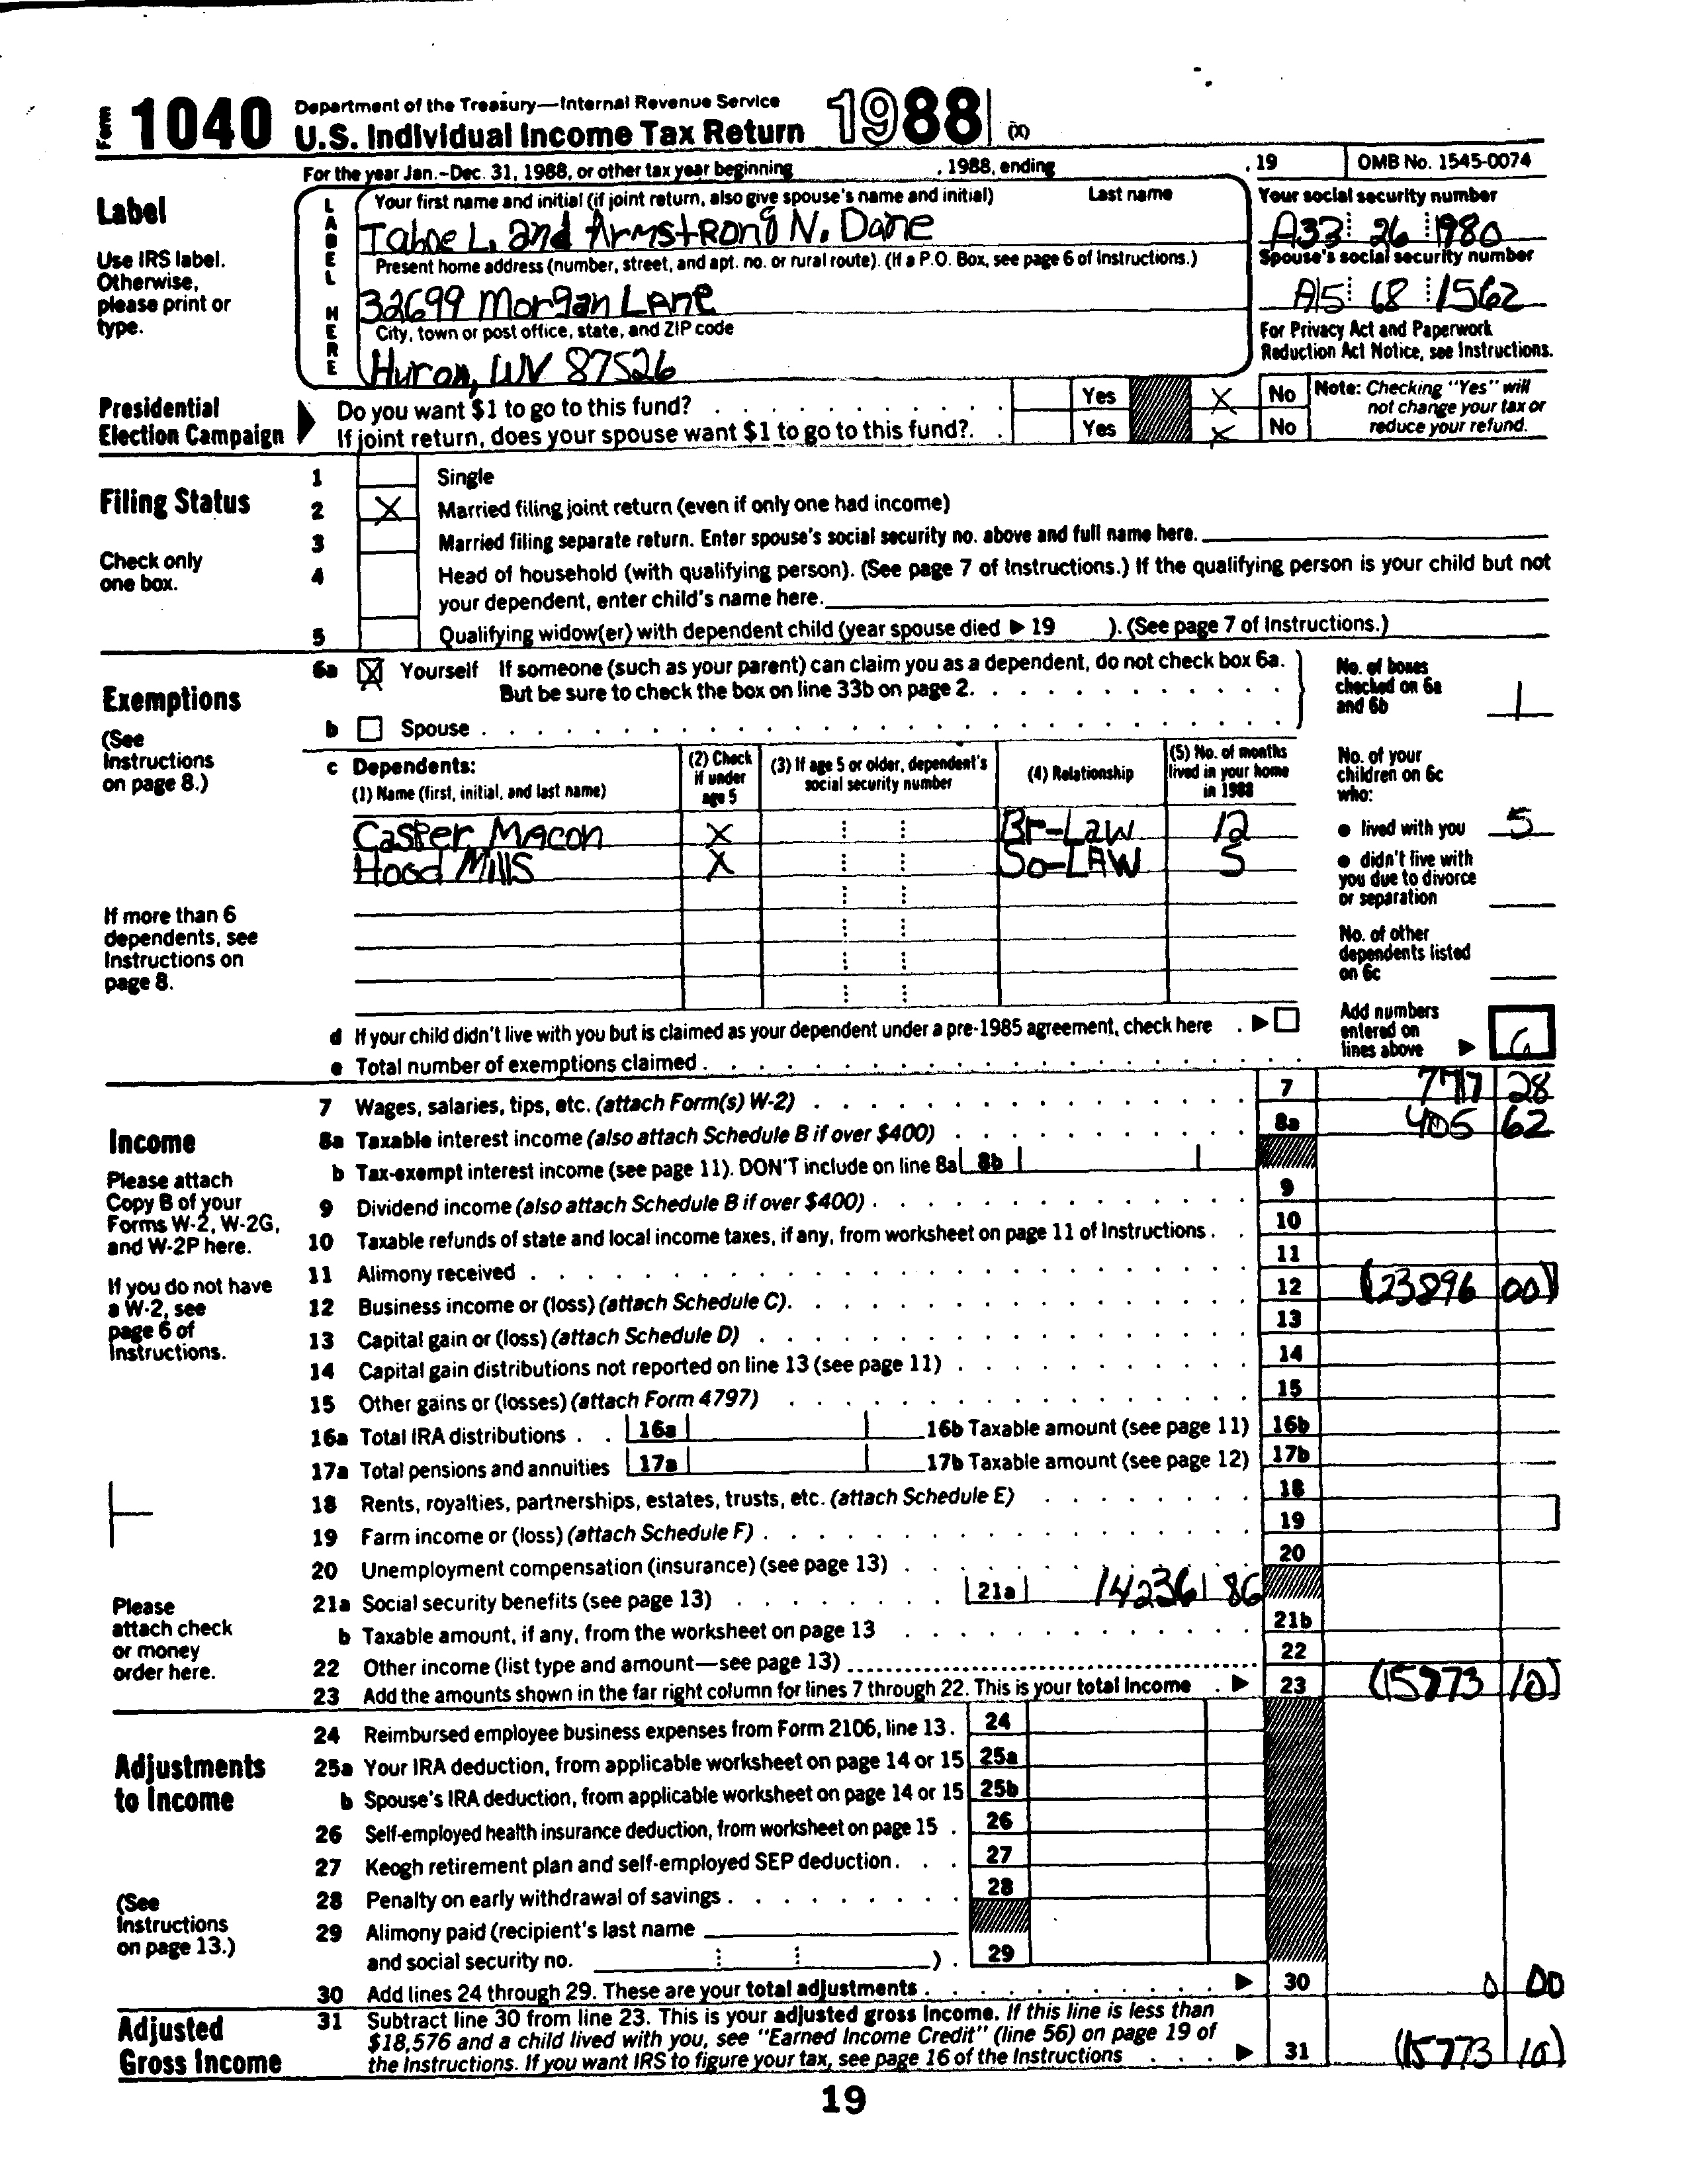 Form 1040 Department of the Treasury—Internal Revenue Service
U.S. Individual Income Tax Return 1988 (X)
For the year Jan.-Dec. 31, 1988, or other tax year beginning , 1988, ending , 19 OMB No. 1545-0074
Label
Use IRS label.
Otherwise,
please print or
type.
LABEL HERE
Your first name and initial (if joint return, also give spouse's name and initial) Last name
Tahoe L. and Armstrong N. Dane
Your social security number
A33 26 1980
Present home address (number, street, and apt. no. or rural route). (If a P.O. Box, see page 6 of Instructions.)
32699 Morgan Lane
Spouse's social security number
A15 68 1562
City, town or post office, state, and ZIP code
Huron, WV 87526
For Privacy Act and Paperwork
Reduction Act Notice, see Instructions.
Presidential
Election Campaign
Do you want $1 to go to this fund? Yes X No
If joint return, does your spouse want $1 to go to this fund? Yes X No
Note: Checking "Yes" will
not change your tax or
reduce your refund.
Filing Status
Check only
one box.
1 Single
2 X Married filing joint return (even if only one had income)
3 Married filing separate return. Enter spouse's social security no. above and full name here.
4 Head of household (with qualifying person). (See page 7 of Instructions.) If the qualifying person is your child but not
your dependent, enter child's name here.
5 Qualifying widow(er) with dependent child (year spouse died ▶ 19 ). (See page 7 of Instructions.)
Exemptions
(See
Instructions
on page 8.)
6a X Yourself If someone (such as your parent) can claim you as a dependent, do not check box 6a.
But be sure to check the box on line 33b on page 2.
b Spouse
No. of boxes
checked on 6a
and 6b 1
c Dependents:
(1) Name (first, initial, and last name)
(2) Check
if under
age 5
(3) If age 5 or older, dependent's
social security number
(4) Relationship
(5) No. of months
lived in your home
in 1988
Casper Macon X Br-Law 12
Hood Mills X So-LAW 5
No. of your
children on 6c
who:
● lived with you 5
● didn't live with
you due to divorce
or separation
No. of other
dependents listed
on 6c
If more than 6
dependents, see
Instructions on
page 8.
d If your child didn't live with you but is claimed as your dependent under a pre-1985 agreement, check here ▶
e Total number of exemptions claimed
Add numbers
entered on
lines above ▶ 6
Income
Please attach
Copy B of your
Forms W-2, W-2G,
and W-2P here.
If you do not have
a W-2, see
page 6 of
Instructions.
Please
attach check
or money
order here.
7 Wages, salaries, tips, etc. (attach Form(s) W-2) 7 7717 28
8a Taxable interest income (also attach Schedule B if over $400) 8a 405 62
b Tax-exempt interest income (see page 11). DON'T include on line 8a 8b
9 Dividend income (also attach Schedule B if over $400) 9
10 Taxable refunds of state and local income taxes, if any, from worksheet on page 11 of Instructions 10
11 Alimony received 11
12 Business income or (loss) (attach Schedule C) 12 (23896 00)
13 Capital gain or (loss) (attach Schedule D) 13
14 Capital gain distributions not reported on line 13 (see page 11) 14
15 Other gains or (losses) (attach Form 4797) 15
16a Total IRA distributions 16a 16b Taxable amount (see page 11) 16b
17a Total pensions and annuities 17a 17b Taxable amount (see page 12) 17b
18 Rents, royalties, partnerships, estates, trusts, etc. (attach Schedule E) 18
19 Farm income or (loss) (attach Schedule F) 19
20 Unemployment compensation (insurance) (see page 13) 20
21a Social security benefits (see page 13) 21a 14236 86
b Taxable amount, if any, from the worksheet on page 13 21b
22 Other income (list type and amount—see page 13) 22
23 Add the amounts shown in the far right column for lines 7 through 22. This is your total income ▶ 23 (15773 10)
Adjustments
to Income
(See
Instructions
on page 13.)
24 Reimbursed employee business expenses from Form 2106, line 13. 24
25a Your IRA deduction, from applicable worksheet on page 14 or 15 25a
b Spouse's IRA deduction, from applicable worksheet on page 14 or 15 25b
26 Self-employed health insurance deduction, from worksheet on page 15 26
27 Keogh retirement plan and self-employed SEP deduction 27
28 Penalty on early withdrawal of savings 28
29 Alimony paid (recipient's last name
and social security no. ) 29
30 Add lines 24 through 29. These are your total adjustments ▶ 30 0 00
Adjusted
Gross Income
31 Subtract line 30 from line 23. This is your adjusted gross income. If this line is less than
$18,576 and a child lived with you, see "Earned Income Credit" (line 56) on page 19 of
the Instructions. If you want IRS to figure your tax, see page 16 of the Instructions ▶ 31 (15773 10)
19